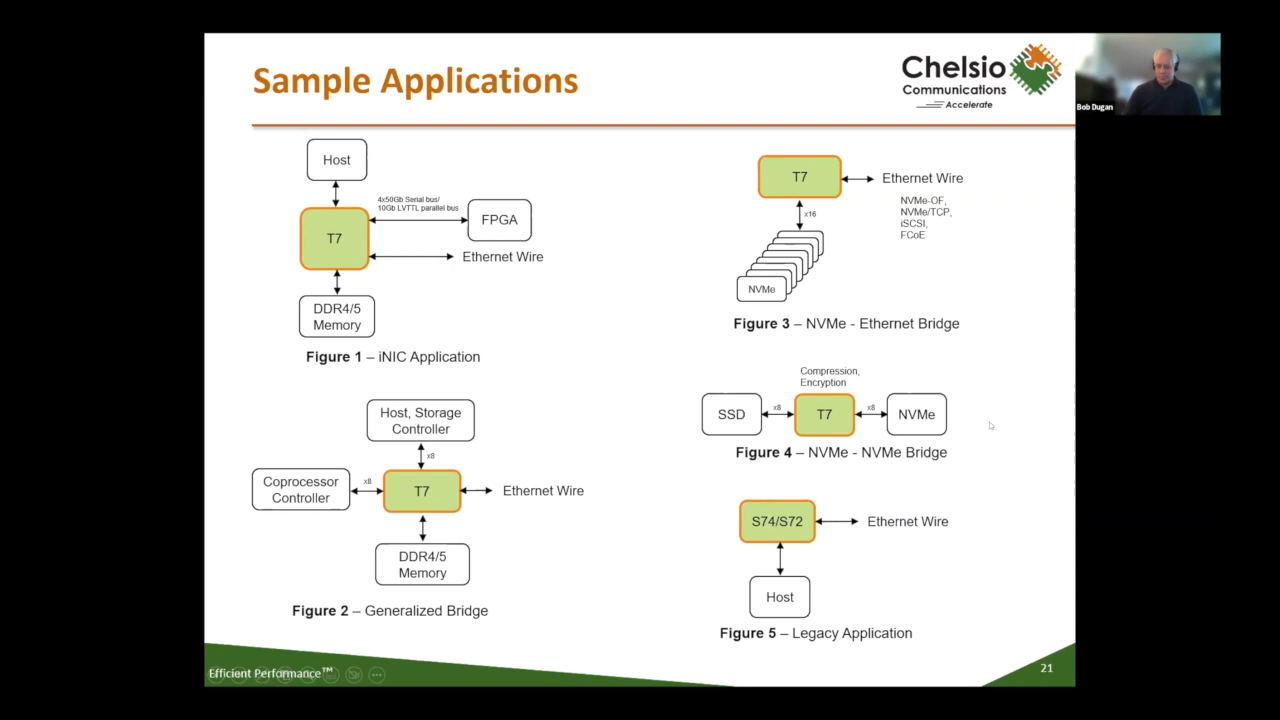 Sample Applications
Chelsio
Communications
Accelerate
Bob Dugan
Host
4x50Gb Serial bus/
10Gb LVTTL parallel bus
T7
FPGA
Ethernet Wire
DDR4/5
Memory
Figure 1 – iNIC Application
Host, Storage
Controller
x8
Coprocessor
Controller
x8
T7
Ethernet Wire
DDR4/5
Memory
Figure 2 – Generalized Bridge
T7
Ethernet Wire
NVMe-OF,
NVMe/TCP,
iSCSI,
FCoE
x16
NVMe
Figure 3 – NVMe - Ethernet Bridge
Compression,
Encryption
SSD
x8
T7
x8
NVMe
Figure 4 – NVMe - NVMe Bridge
S74/S72
Ethernet Wire
Host
Figure 5 – Legacy Application
Efficient Performance™
21